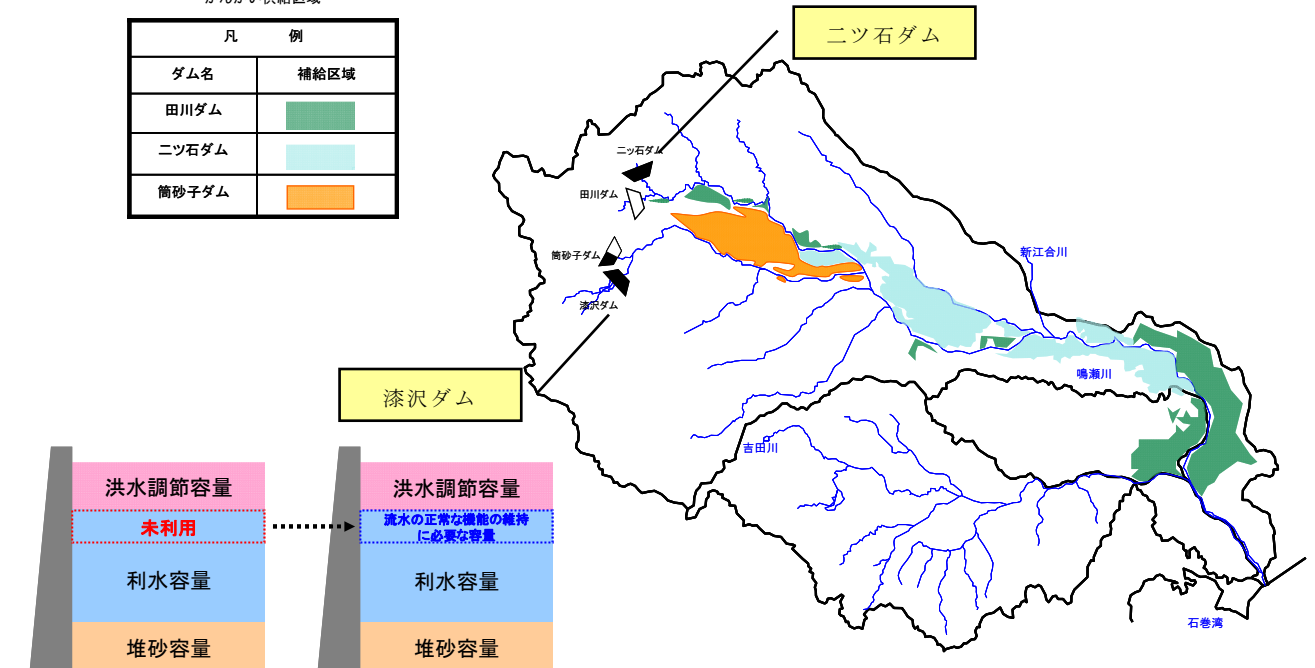 凡 例
ダム名 補給区域
田川ダム
二ツ石ダム
筒砂子ダム
二ツ石ダム
二ッ石ダム
田川ダム
筒砂子ダム
漆沢ダム
漆沢ダム
新江合川
鳴瀬川
吉田川
石巻湾
洪水調節容量
未利用
利水容量
堆砂容量
洪水調節容量
流水の正常な機能の維持
に必要な容量
利水容量
堆砂容量